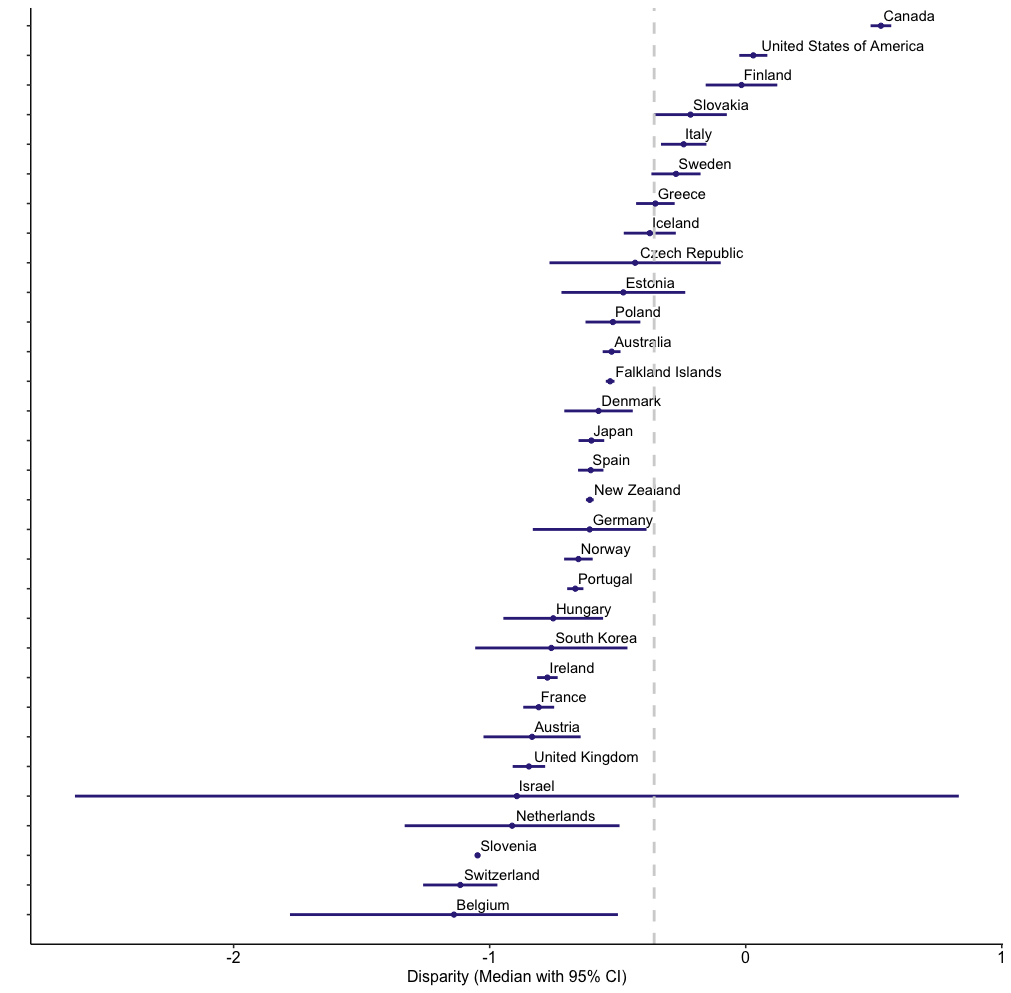 Canada
United States of America
Finland
Slovakia
Italy
Sweden
Greece
Iceland
Czech Republic
Estonia
Poland
Australia
Falkland Islands
Denmark
Japan
Spain
New Zealand
Germany
Norway
Portugal
Hungary
South Korea
Ireland
France
Austria
United Kingdom
Israel
Netherlands
Slovenia
Switzerland
Belgium
-2 -1 0 1
Disparity (Median with 95% CI)